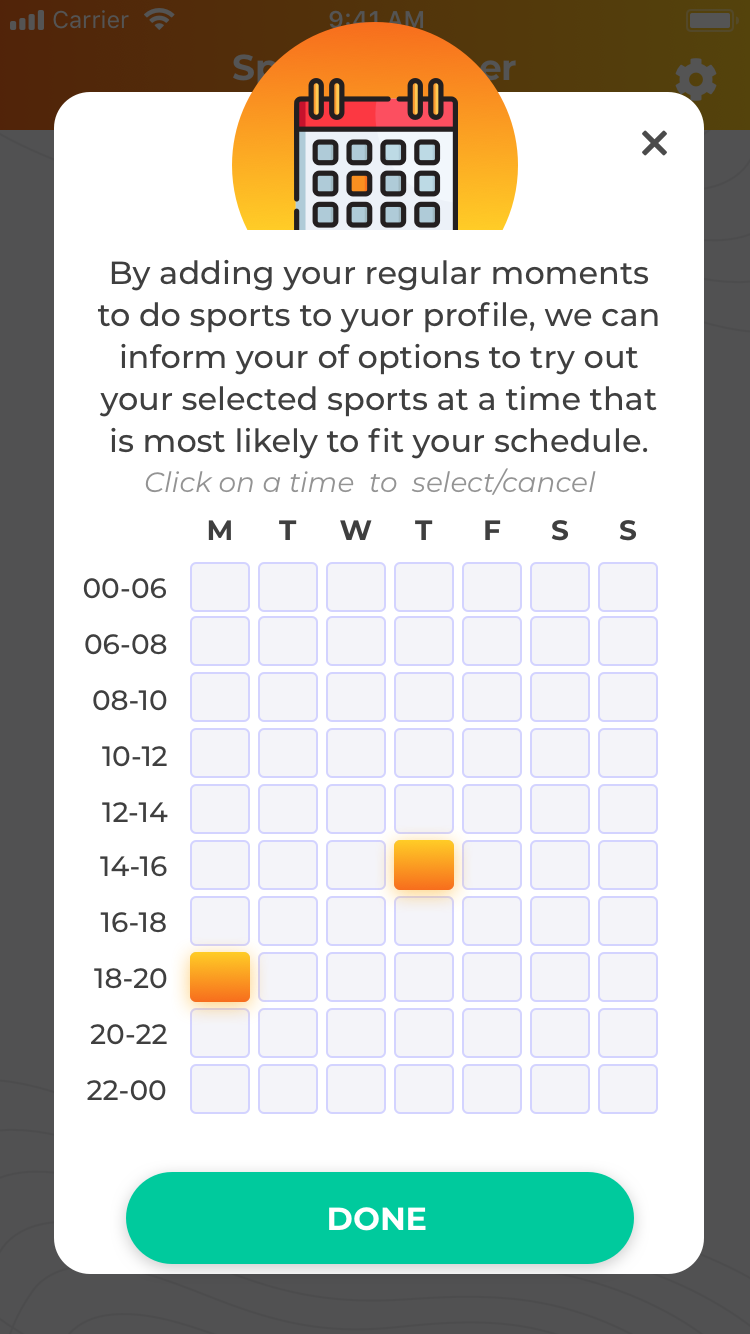 Carrier 9:41 AM
By adding your regular moments
to do sports to yuor profile, we can
inform your of options to try out
your selected sports at a time that
is most likely to fit your schedule.
Click on a time to select/cancel
M T W T F S S
00-06
06-08
08-10
10-12
12-14
14-16
16-18
18-20
20-22
22-00
DONE